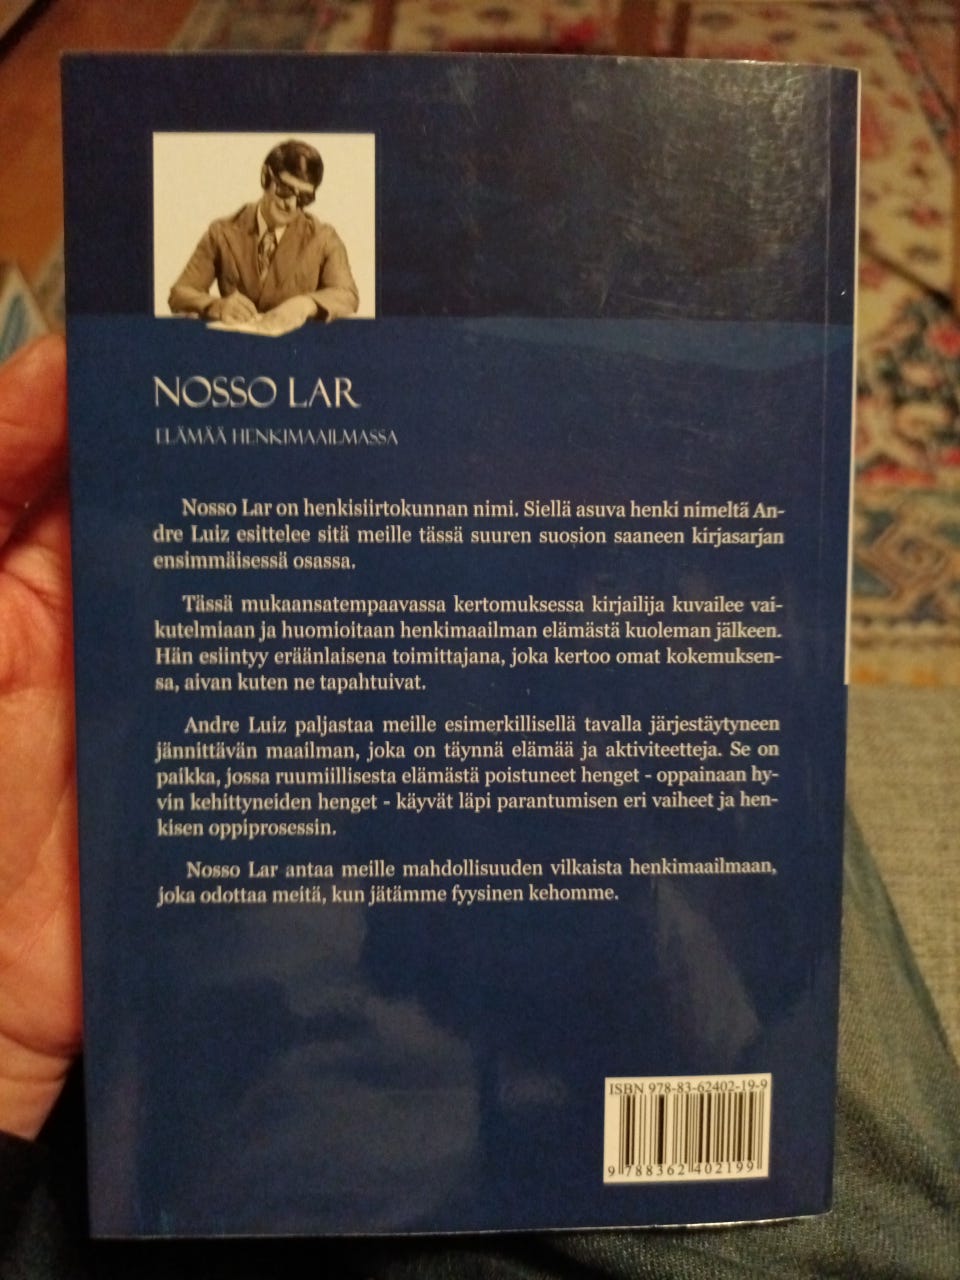 NOSSO LAR
ELÄMÄÄ HENKIMAAILMASSA
Nosso Lar on henkisiirtokunnan nimi. Siellä asuva henki nimeltä An-
dre Luiz esittelee sitä meille tässä suuren suosion saaneen kirjasarjan
ensimmäisessä osassa.
Tässä mukaansatempaavassa kertomuksessa kirjailija kuvailee vai-
kutelmiaan ja huomioitaan henkimaailman elämästä kuoleman jälkeen.
Hän esiintyy eräänlaisena toimittajana, joka kertoo omat kokemuksen-
sa, aivan kuten ne tapahtuivat.
Andre Luiz paljastaa meille esimerkillisellä tavalla järjestäytyneen
jännittävän maailman, joka on täynnä elämää ja aktiviteetteja. Se on
paikka, jossa ruumiillisesta elämästä poistuneet henget - oppainaan hy-
vin kehittyneiden henget - käyvät läpi parantumisen eri vaiheet ja hen-
kisen oppiprosessin.
Nosso Lar antaa meille mahdollisuuden vilkaista henkimaailmaan,
joka odottaa meitä, kun jätämme fyysinen kehomme.
ISBN 978-83-62402-19-9
9 788362 402199